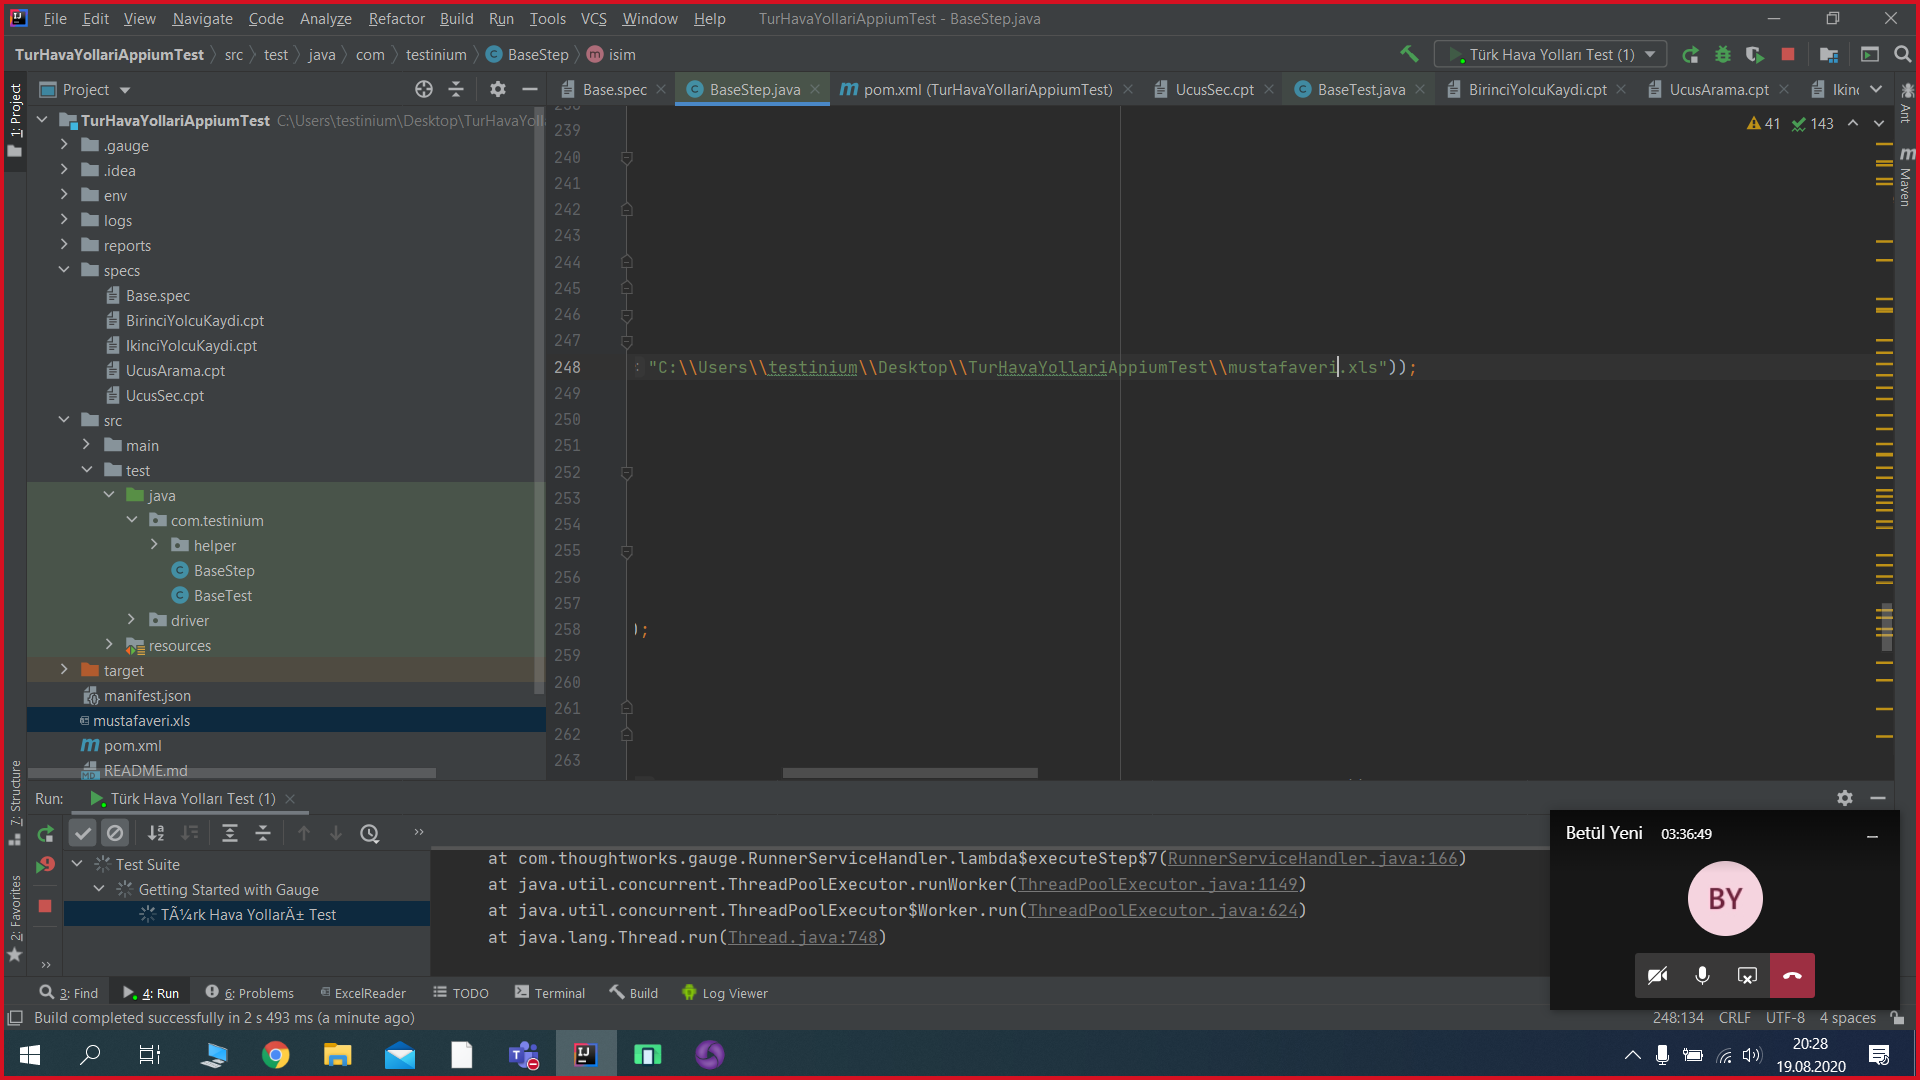 File Edit View Navigate Code Analyze Refactor Build Run Tools VCS Window Help TurHavaYollariAppiumTest - BaseStep.java
TurHavaYollariAppiumTest src test java com testinium BaseStep isim Türk Hava Yolları Test (1)
Project
Base.spec BaseStep.java pom.xml (TurHavaYollariAppiumTest) UcusSec.cpt BaseTest.java BirinciYolcuKaydi.cpt UcusArama.cpt Ikinc
1: Project
Ant
Maven
7: Structure
2: Favorites
TurHavaYollariAppiumTest C:\Users\testinium\Desktop\TurHavaYoll
.gauge
.idea
env
logs
reports
specs
Base.spec
BirinciYolcuKaydi.cpt
IkinciYolcuKaydi.cpt
UcusArama.cpt
UcusSec.cpt
src
main
test
java
com.testinium
helper
BaseStep
BaseTest
driver
resources
target
manifest.json
mustafaveri.xls
pom.xml
README.md
41 143
239
240
241
242
243
244
245
246
247
248 : "C:\\Users\\testinium\\Desktop\\TurHavaYollariAppiumTest\\mustafaveri.xls"));
249
250
251
252
253
254
255
256
257
258 );
259
260
261
262
263
Run: Türk Hava Yolları Test (1)
Test Suite
Getting Started with Gauge
TÃ¼rk Hava YollarÄ± Test
at com.thoughtworks.gauge.RunnerServiceHandler.lambda$executeStep$7(RunnerServiceHandler.java:166)
at java.util.concurrent.ThreadPoolExecutor.runWorker(ThreadPoolExecutor.java:1149)
at java.util.concurrent.ThreadPoolExecutor$Worker.run(ThreadPoolExecutor.java:624)
at java.lang.Thread.run(Thread.java:748)
Betül Yeni 03:36:49
BY
3: Find 4: Run 6: Problems ExcelReader TODO Terminal Build Log Viewer
Build completed successfully in 2 s 493 ms (a minute ago) 248:134 CRLF UTF-8 4 spaces
20:28
19.08.2020